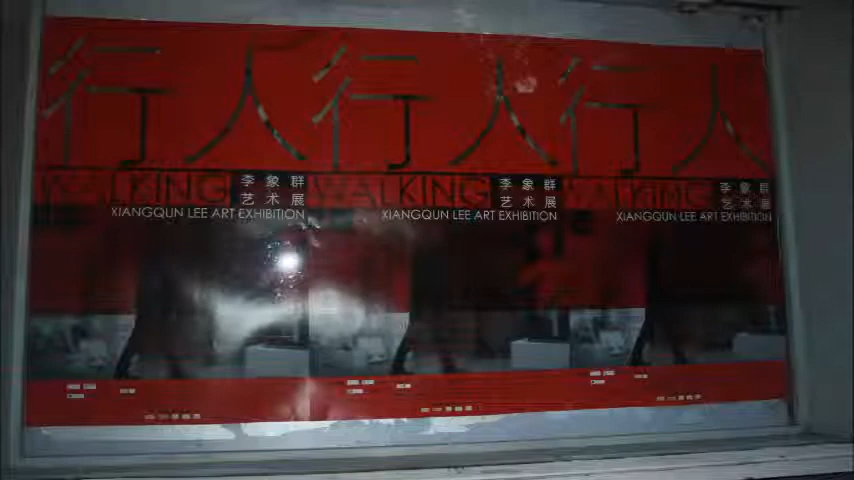 行人行人行人
WALKING 李象群 WALKING 李象群 WALKING 李象群
艺术展 艺术展 艺术展
XIANGQUN LEE ART EXHIBITION XIANGQUN LEE ART EXHIBITION XIANGQUN LEE ART EXHIBITION